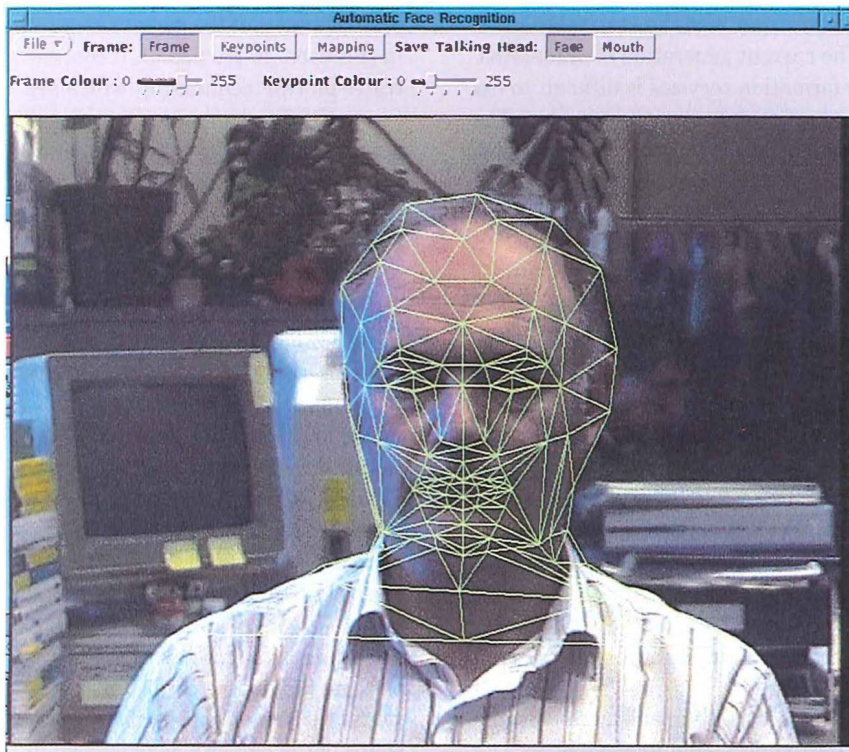 Automatic Face Recognition
File Frame: Frame Keypoints Mapping Save Talking Head: Face Mouth
Frame Colour: 0 255 Keypoint Colour: 0 255